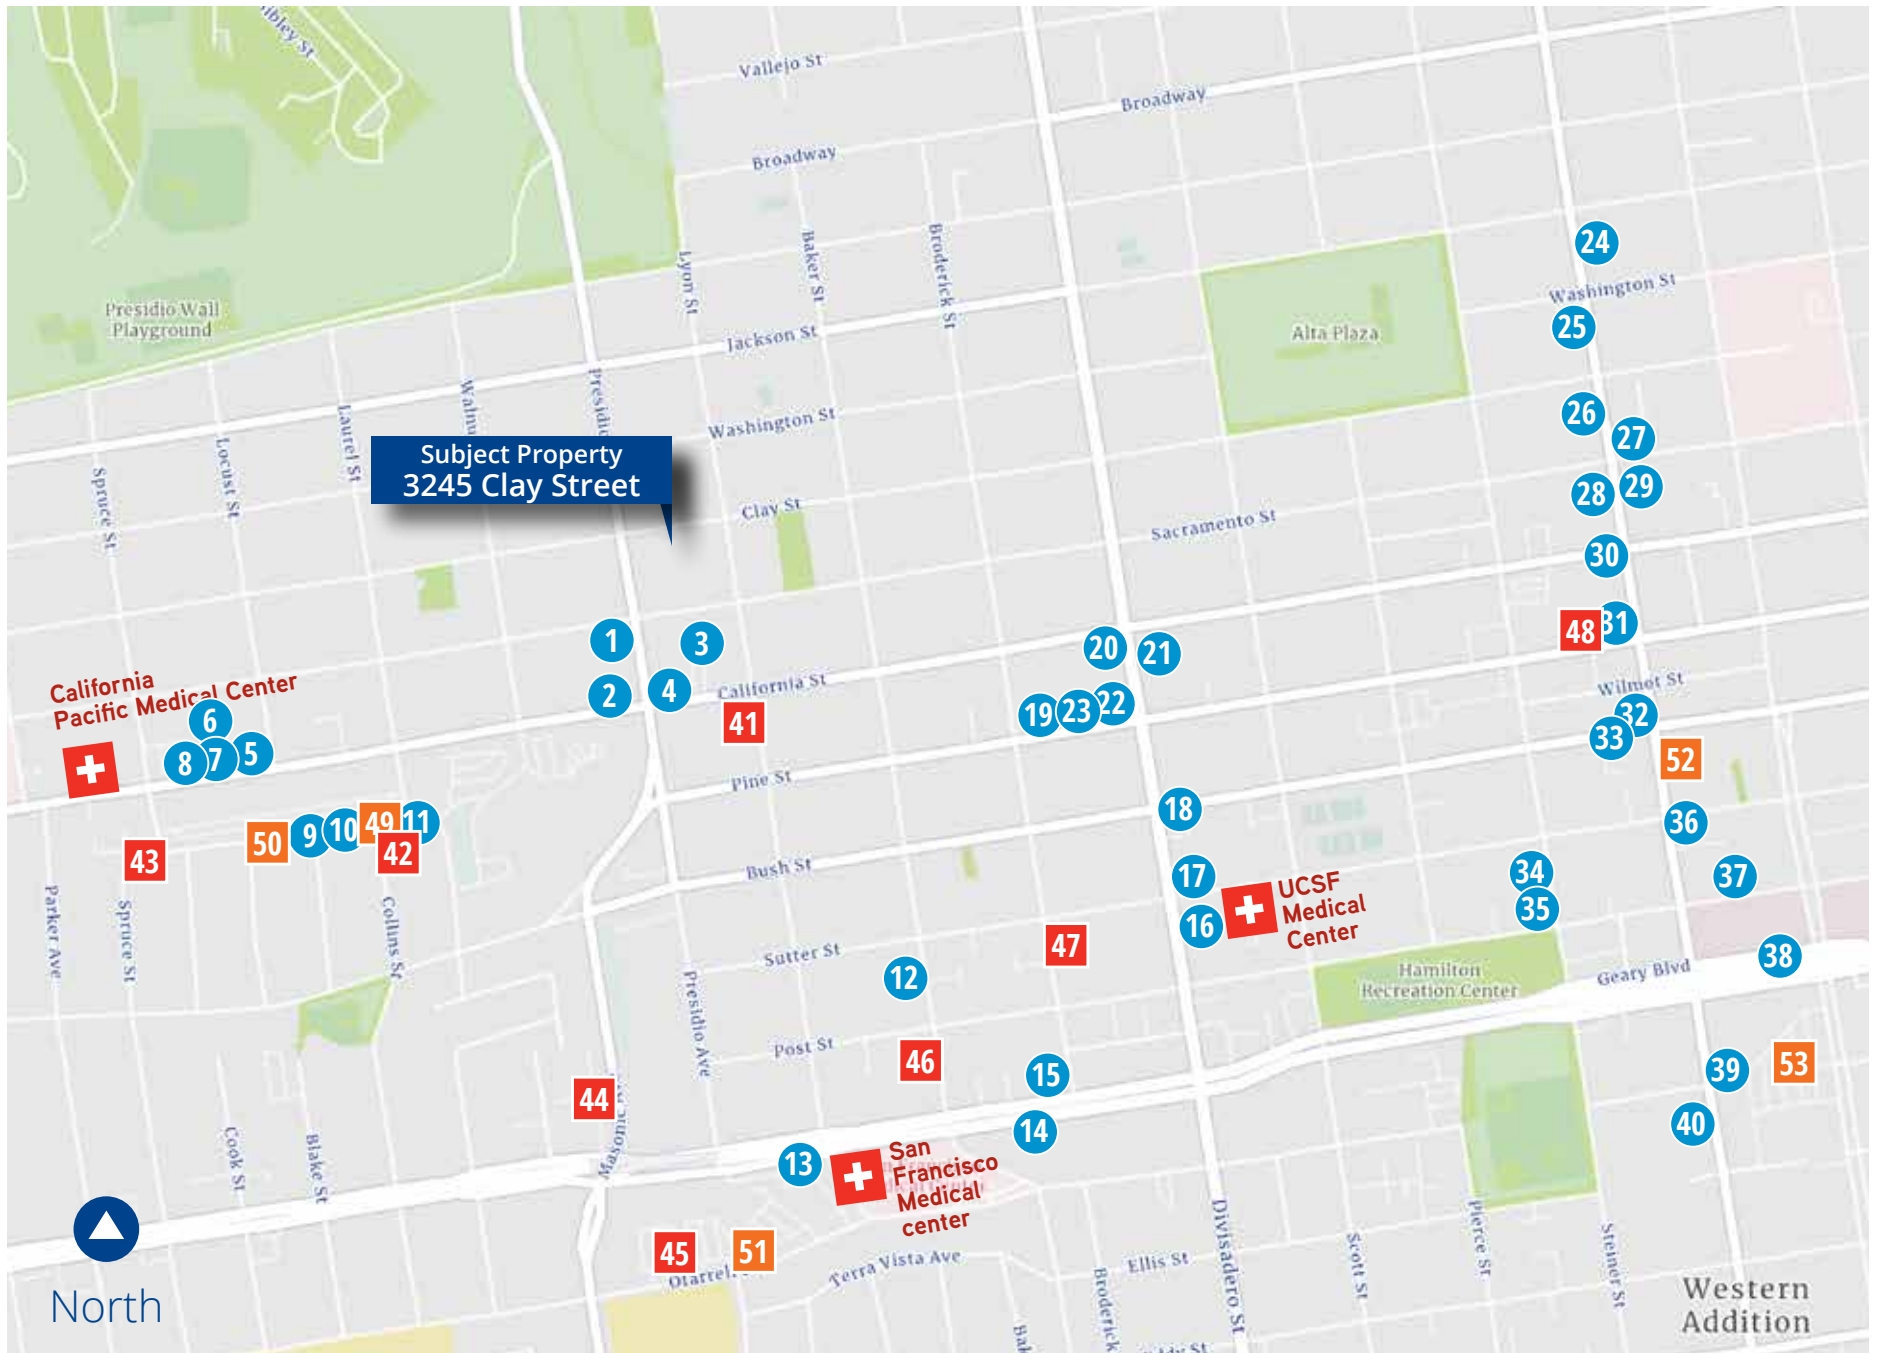 Sibley St
Vallejo St
Broadway
Broadway
Lyon St
Baker St
Broderick St
24
Washington St
25
Presidio Wall
Playground
Alta Plaza
Jackson St
Presidio
Locust St
Laurel St
Spruce St
Washington St
26
27
Subject Property
3245 Clay Street
28
29
Clay St
Sacramento St
30
1
3
20
21
48
31
California
Pacific Medical Center
2
4
California St
41
6
8
7
5
19
23
22
Wilmot St
32
33
52
Pine St
18
50
9
10
49
11
42
43
36
Bush St
17
16
UCSF
Medical
Center
34
35
37
Parker Ave
Spruce St
Collins St
Sutter St
47
12
Hamilton
Recreation Center
Geary Blvd
38
Presidio Ave
Post St
46
15
44
39
53
14
40
Cook St
Blake St
13
San
Francisco
Medical
center
North
45
51
Terra Vista Ave
Ellis St
Broderick
Divisadero St
Scott St
Pierce St
Steiner St
Western
Addition